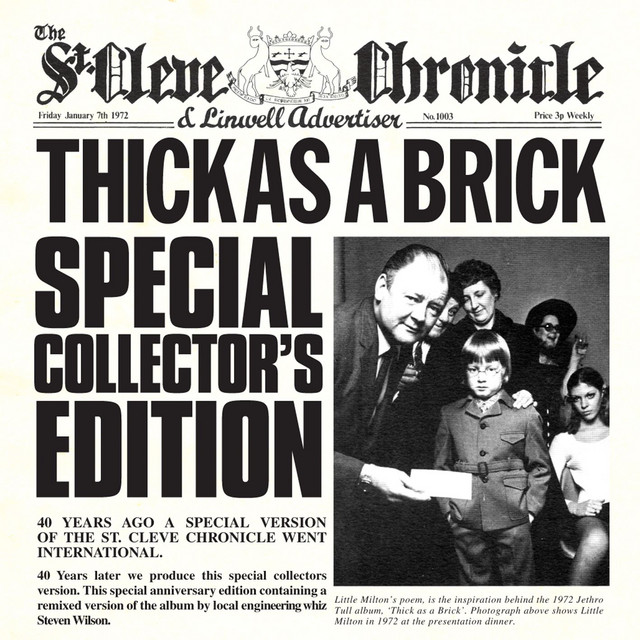 The
St. Cleve Chronicle
Friday January 7th 1972
& Linwell Advertiser
No.1003
Price 3p Weekly
THICK AS A BRICK
SPECIAL
COLLECTOR'S
EDITION
40 YEARS AGO A SPECIAL VERSION
OF THE ST. CLEVE CHRONICLE WENT
INTERNATIONAL.
40 Years later we produce this special collectors
version. This special anniversary edition containing a
remixed version of the album by local engineering whiz
Steven Wilson.
Little Milton's poem, is the inspiration behind the 1972 Jethro
Tull album, 'Thick as a Brick'. Photograph above shows Little
Milton in 1972 at the presentation dinner.